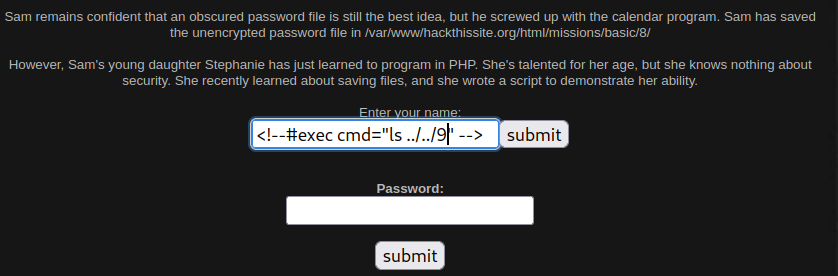 Sam remains confident that an obscured password file is still the best idea, but he screwed up with the calendar program. Sam has saved
the unencrypted password file in /var/www/hackthissite.org/html/missions/basic/8/
However, Sam's young daughter Stephanie has just learned to program in PHP. She's talented for her age, but she knows nothing about
security. She recently learned about saving files, and she wrote a script to demonstrate her ability.
Enter your name:
<!--#exec cmd="ls ../../9" --> submit
Password:
submit